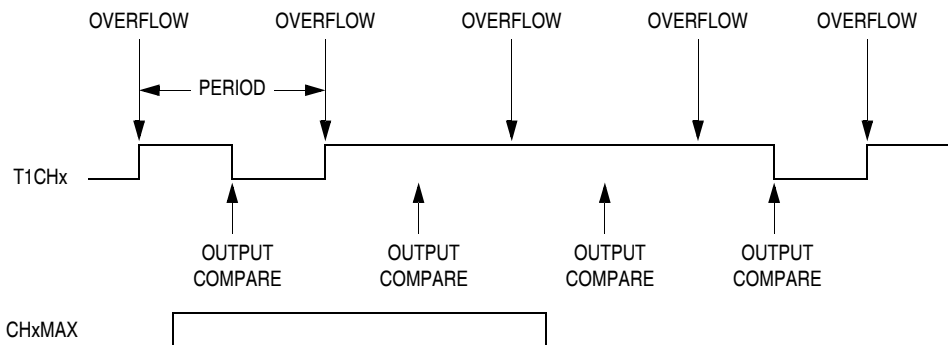 OVERFLOW OVERFLOW OVERFLOW OVERFLOW OVERFLOW
PERIOD
T1CHx
OUTPUT OUTPUT OUTPUT OUTPUT
COMPARE COMPARE COMPARE COMPARE
CHxMAX